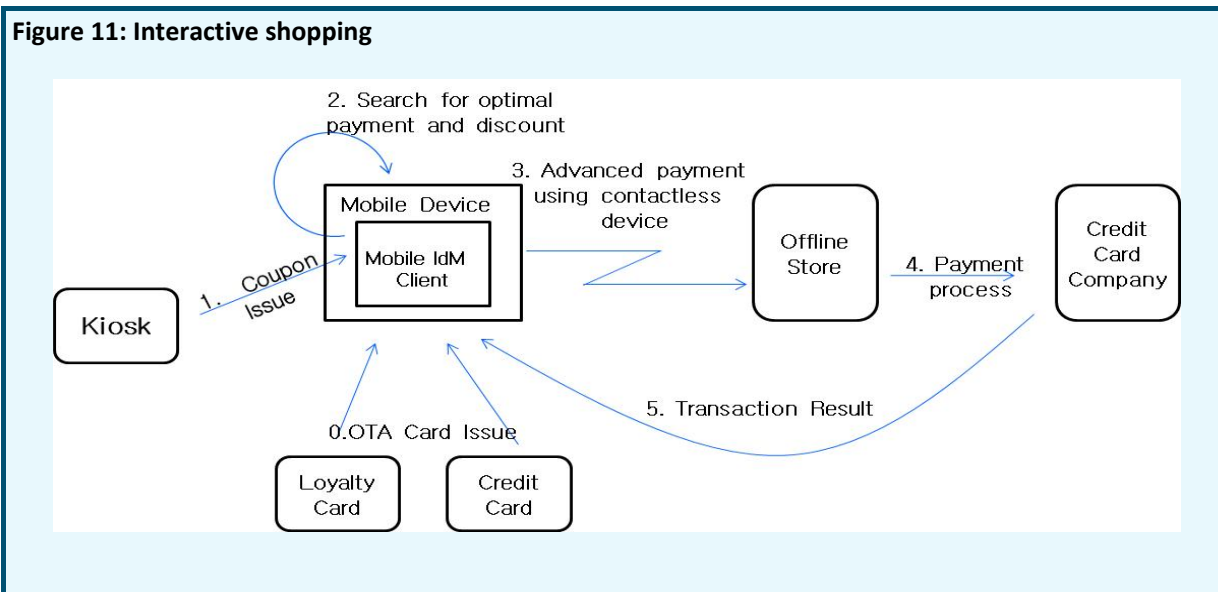 Figure 11: Interactive shopping
2. Search for optimal
payment and discount
3. Advanced payment
using contactless
device
Mobile Device
Mobile IdM
Client
1. Coupon
Issue
Kiosk
Offline
Store
4. Payment
process
Credit
Card
Company
5. Transaction Result
0.OTA Card Issue
Loyalty
Card
Credit
Card